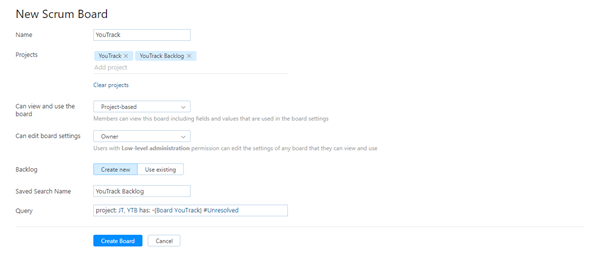 New Scrum Board
Name
YouTrack
Projects
YouTrack ×
YouTrack Backlog ×
Add project
Clear projects
Can view and use the board
Project-based
Members can view this board including fields and values that are used in the board settings
Can edit board settings
Owner
Users with Low-level administration permission can edit the settings of any board that they can view and use
Backlog
Create new
Use existing
Saved Search Name
YouTrack Backlog
Query
project: JT, YTB has: -{Board YouTrack} #Unresolved
Create Board
Cancel